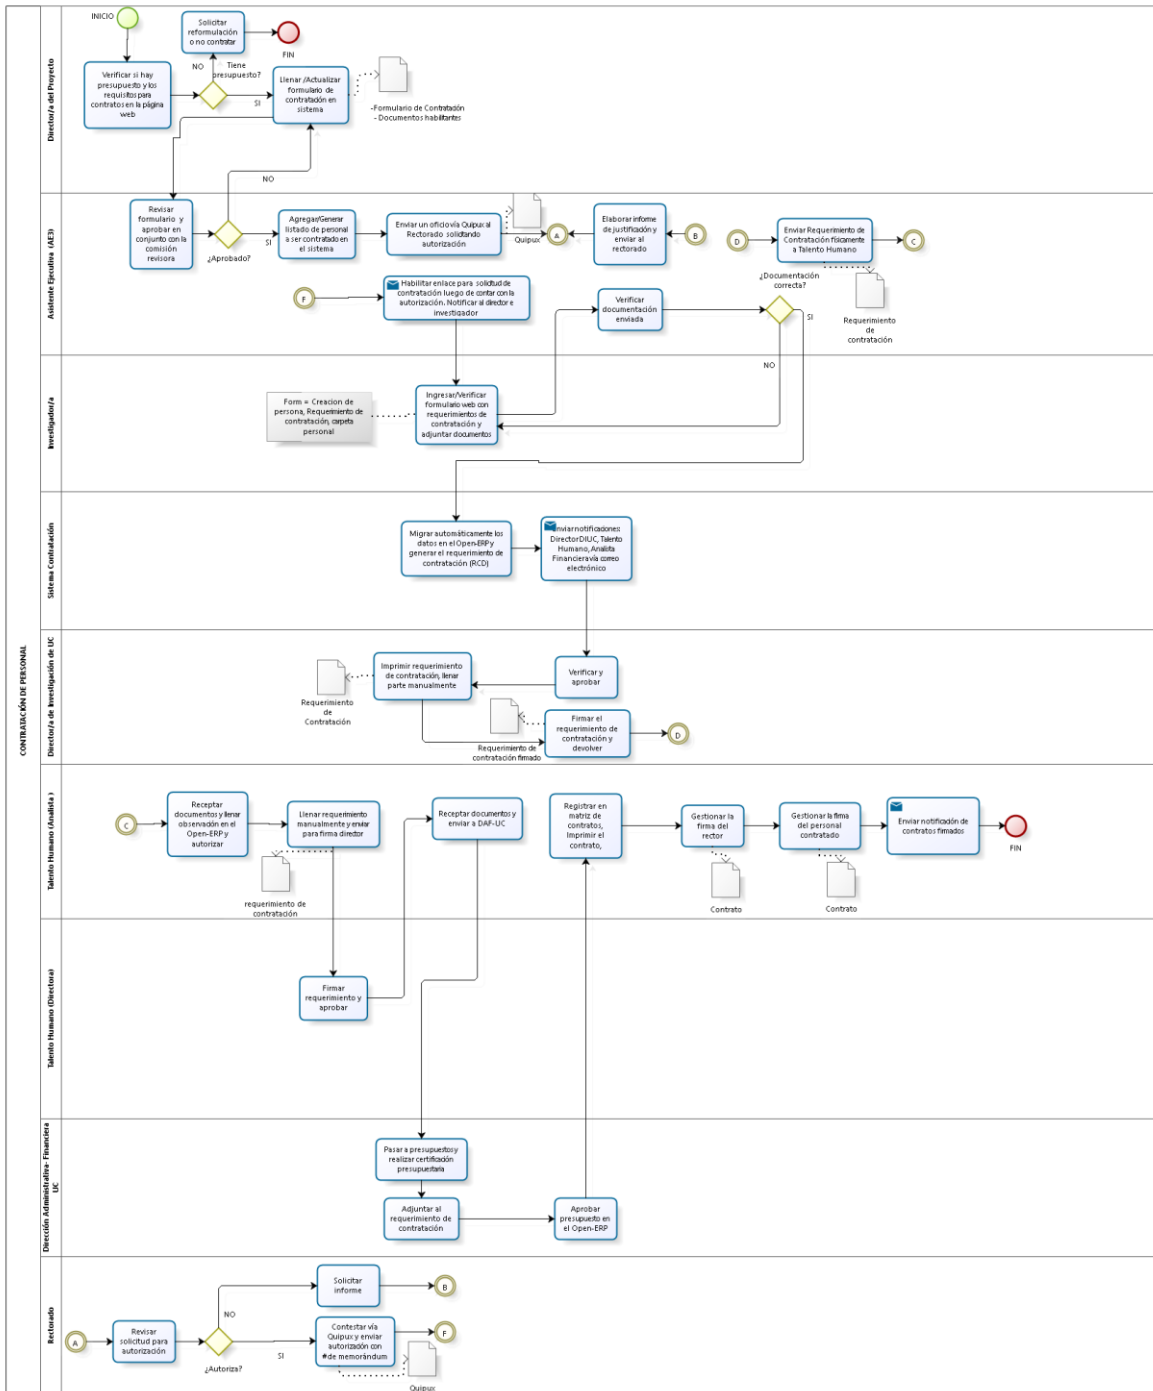 CONTRATACIÓN DE PERSONAL
Director/a del Proyecto
INICIO
Verificar si hay
presupuesto y los
requisitos para
contratos en la página
web
Solicitar
reformulación
o no contratar
FIN
NO
Tiene
presupuesto?
SI
Llenar /Actualizar
formulario de
contratación en
sistema
-Formulario de Contratación
- Documentos habilitantes
NO
Asistente Ejecutiva (AE3)
Revisar
formulario y
aprobar en
conjunto con la
comisión
revisora
¿Aprobado?
SI
Agregar/Generar
listado de personal
a ser contratado en
el sistema
Enviar un oficio vía Quipux al
Rectorado solicitando
autorización
Quipux
A
Elaborar informe
de justificación y
enviar al
rectorado
B
D
Enviar Requerimiento de
Contratación físicamente
a Talento Humano
C
Requerimiento
de
contratación
F
Habilitar enlace para solicitud de
contratación luego de contar con la
autorización. Notificar al director e
investigador
Verificar
documentación
enviada
¿Documentación
correcta?
SI
NO
Investigador/a
Form = Creacion de
persona, Requerimiento de
contratación, carpeta
personal
Ingresar/Verificar
formulario web con
requerimientos de
contratación y
adjuntar documentos
Sistema Contratación
Migrar automáticamente los
datos en el Open-ERP y
generar el requerimiento de
contratación (RCD)
Enviar notificaciones:
Director DIUC, Talento
Humano, Analista
Financiera vía correo
electrónico
Director/a de Investigación de UC
Imprimir requerimiento
de contratación, llenar
parte manualmente
Requerimiento
de
Contratación
Verificar y
aprobar
Requerimiento de
contratación firmado
Firmar el
requerimiento de
contratación y
devolver
D
Talento Humano (Analista )
C
Receptar
documentos y llenar
observación en el
Open-ERP y
autorizar
Llenar requerimiento
manualmente y enviar
para firma director
requerimiento de
contratación
Receptar documentos y
enviar a DAF-UC
Registrar en
matriz de
contratos,
Imprimir el
contrato,
Gestionar la
firma del
rector
Contrato
Gestionar la firma
del personal
contratado
Contrato
Enviar notificación de
contratos firmados
FIN
Talento Humano (Directora)
Firmar
requerimiento y
aprobar
Dirección Administrativa- Financiera
UC
Pasar a presupuestos y
realizar certificación
presupuestaria
Adjuntar al
requerimiento de
contratación
Aprobar
presupuesto en
el Open-ERP
Rectorado
A
Revisar
solicitud para
autorización
¿Autoriza?
NO
Solicitar
informe
B
SI
Contestar vía
Quipux y enviar
autorización con
#de memorándum
F
Quipux